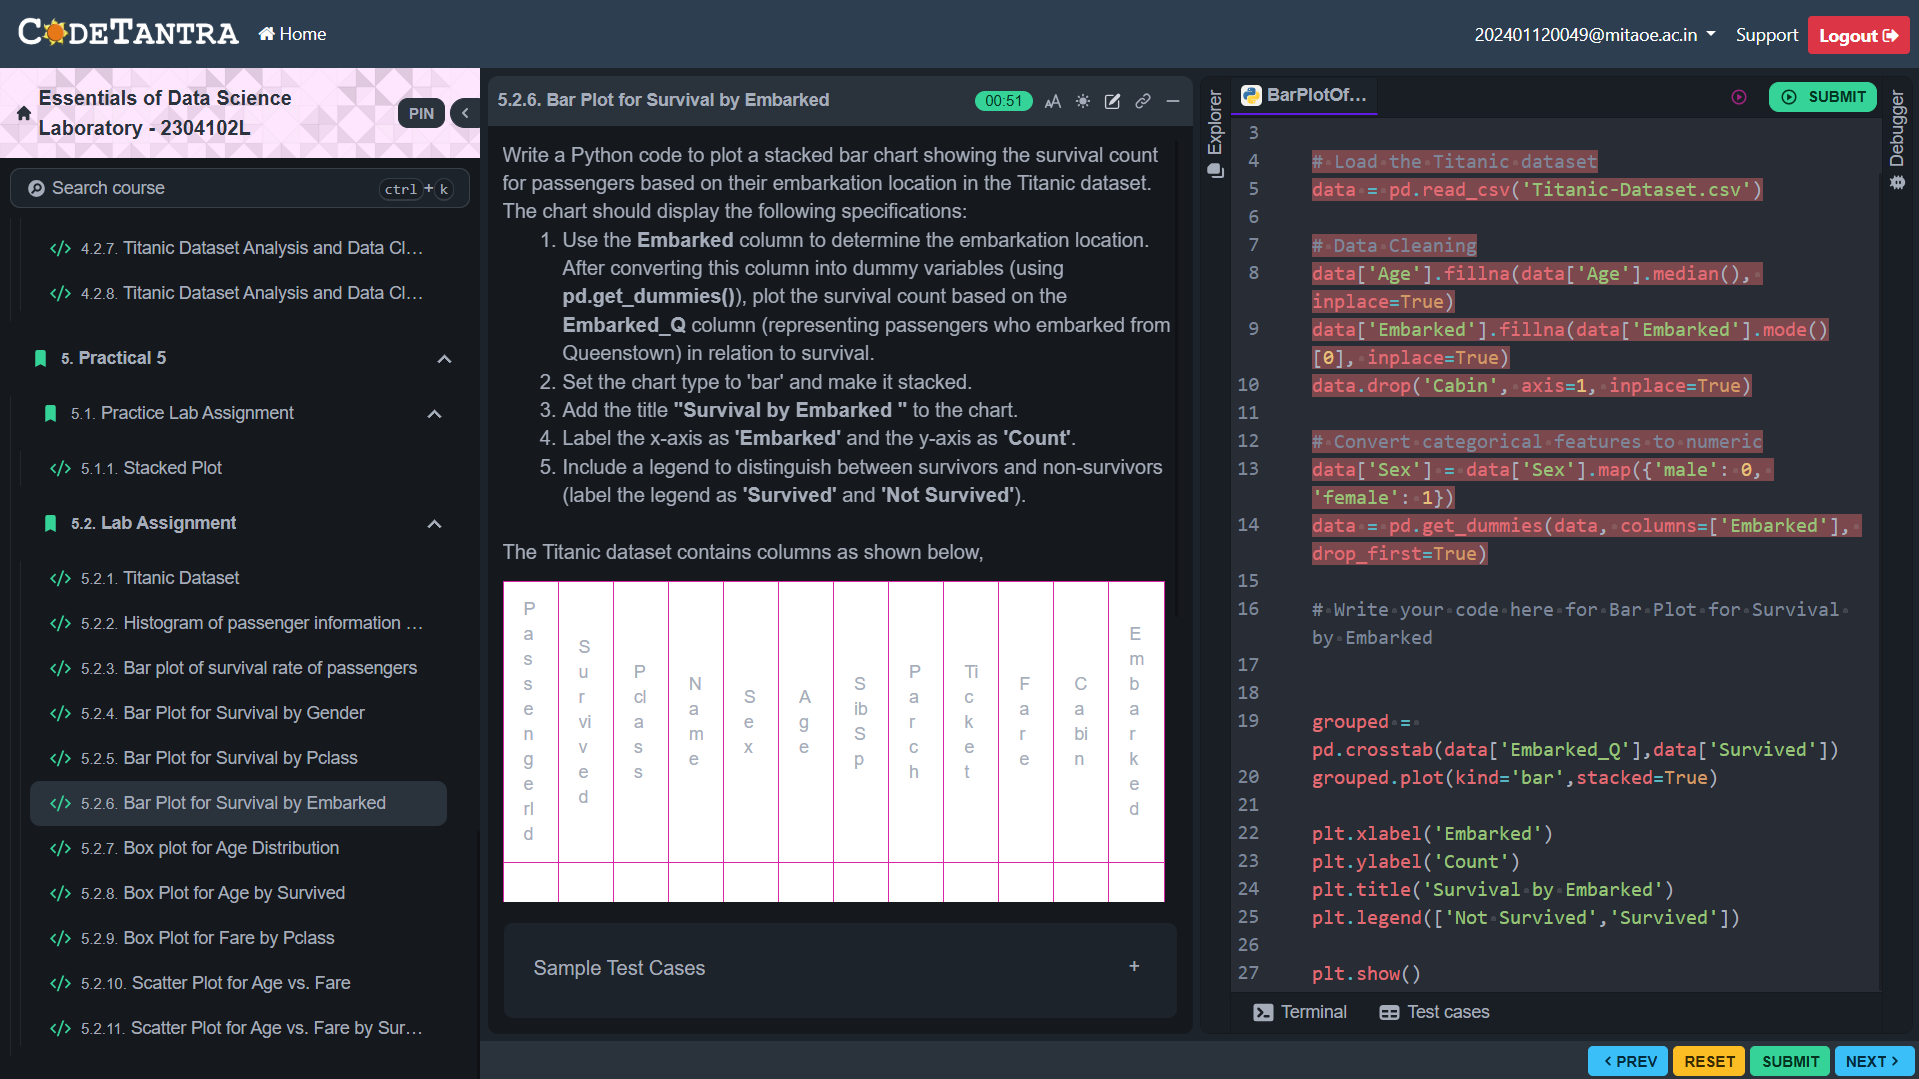 CODETANTRA
Home
202401120049@mitaoe.ac.in
Support
Logout
Essentials of Data Science
Laboratory - 2304102L
PIN
Search course
ctrl + k
4.2.7. Titanic Dataset Analysis and Data Cl...
4.2.8. Titanic Dataset Analysis and Data Cl...
5. Practical 5
5.1. Practice Lab Assignment
5.1.1. Stacked Plot
5.2. Lab Assignment
5.2.1. Titanic Dataset
5.2.2. Histogram of passenger information ...
5.2.3. Bar plot of survival rate of passengers
5.2.4. Bar Plot for Survival by Gender
5.2.5. Bar Plot for Survival by Pclass
5.2.6. Bar Plot for Survival by Embarked
5.2.7. Box plot for Age Distribution
5.2.8. Box Plot for Age by Survived
5.2.9. Box Plot for Fare by Pclass
5.2.10. Scatter Plot for Age vs. Fare
5.2.11. Scatter Plot for Age vs. Fare by Sur...
5.2.6. Bar Plot for Survival by Embarked
00:51
AA
Write a Python code to plot a stacked bar chart showing the survival count
for passengers based on their embarkation location in the Titanic dataset.
The chart should display the following specifications:
1. Use the Embarked column to determine the embarkation location.
After converting this column into dummy variables (using
pd.get_dummies()), plot the survival count based on the
Embarked_Q column (representing passengers who embarked from
Queenstown) in relation to survival.
2. Set the chart type to 'bar' and make it stacked.
3. Add the title "Survival by Embarked " to the chart.
4. Label the x-axis as 'Embarked' and the y-axis as 'Count'.
5. Include a legend to distinguish between survivors and non-survivors
(label the legend as 'Survived' and 'Not Survived').
The Titanic dataset contains columns as shown below,
PassengerId
Survived
Pclass
Name
Sex
Age
SibSp
Parch
Ticket
Fare
Cabin
Embarked
Sample Test Cases
+
Explorer
BarPlotOf...
SUBMIT
Debugger
3
4 # Load the Titanic dataset
5 data = pd.read_csv('Titanic-Dataset.csv')
6
7 # Data Cleaning
8 data['Age'].fillna(data['Age'].median(),
inplace=True)
9 data['Embarked'].fillna(data['Embarked'].mode()
[0], inplace=True)
10 data.drop('Cabin', axis=1, inplace=True)
11
12 # Convert categorical features to numeric
13 data['Sex'] = data['Sex'].map({'male': 0,
'female': 1})
14 data = pd.get_dummies(data, columns=['Embarked'],
drop_first=True)
15
16 # Write your code here for Bar Plot for Survival
by Embarked
17
18
19 grouped =
pd.crosstab(data['Embarked_Q'],data['Survived'])
20 grouped.plot(kind='bar',stacked=True)
21
22 plt.xlabel('Embarked')
23 plt.ylabel('Count')
24 plt.title('Survival by Embarked')
25 plt.legend(['Not Survived','Survived'])
26
27 plt.show()
Terminal
Test cases
PREV
RESET
SUBMIT
NEXT